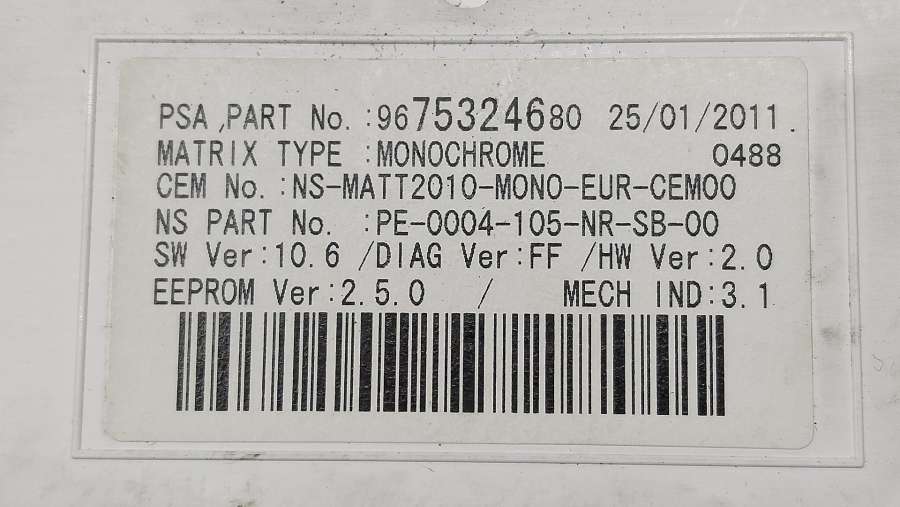 PSA,PART No.:9675324680 25/01/2011.
MATRIX TYPE :MONOCHROME 0488
CEM No.:NS-MATT2010-MONO-EUR-CEM00
NS PART No. :PE-0004-105-NR-SB-00
SW Ver:10.6 /DIAG Ver:FF /HW Ver:2.0
EEPROM Ver:2.5.0 / MECH IND:3.1